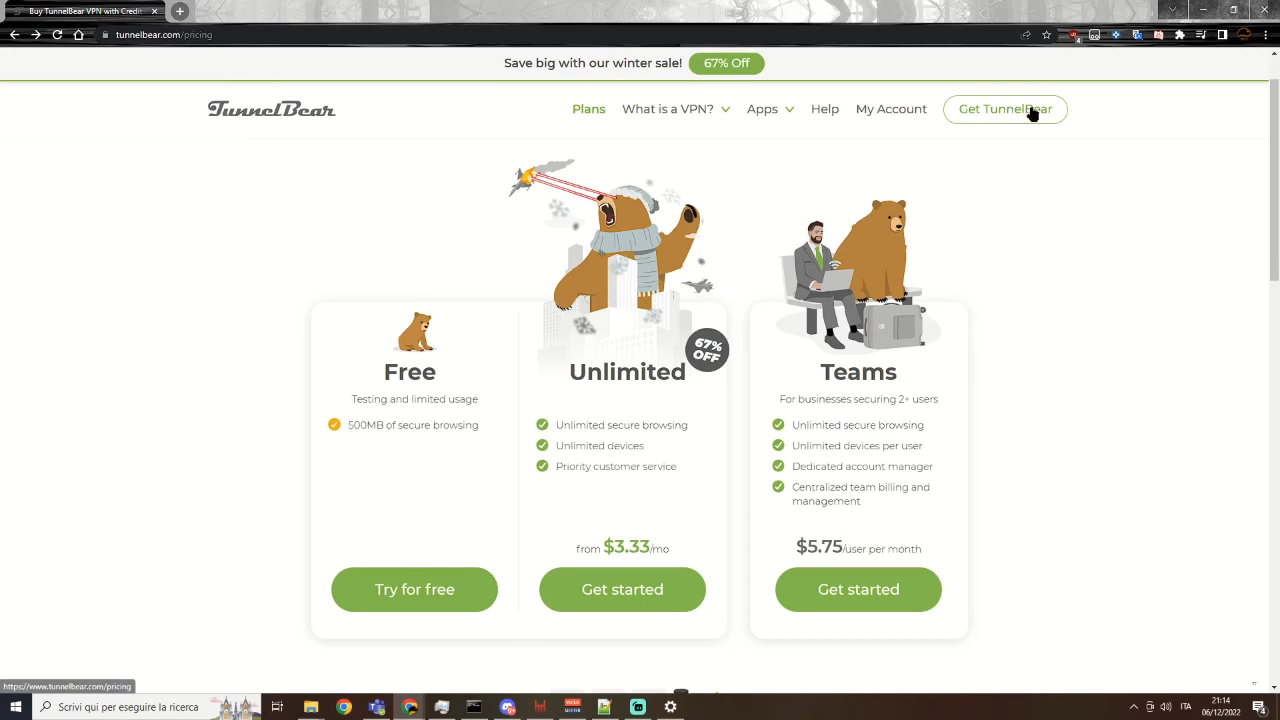 Buy TunnelBear VPN with Credit
tunnelbear.com/pricing
Save big with our winter sale!
67% Off
TunnelBear
Plans
What is a VPN?
Apps
Help
My Account
Get TunnelBear
67%
OFF
Free
Testing and limited usage
500MB of secure browsing
Try for free
Unlimited
Unlimited secure browsing
Unlimited devices
Priority customer service
from $3.33/mo
Get started
Teams
For businesses securing 2+ users
Unlimited secure browsing
Unlimited devices per user
Dedicated account manager
Centralized team billing and
management
$5.75/user per month
Get started
https://www.tunnelbear.com/pricing
Scrivi qui per eseguire la ricerca
ITA
21:14
06/12/2022